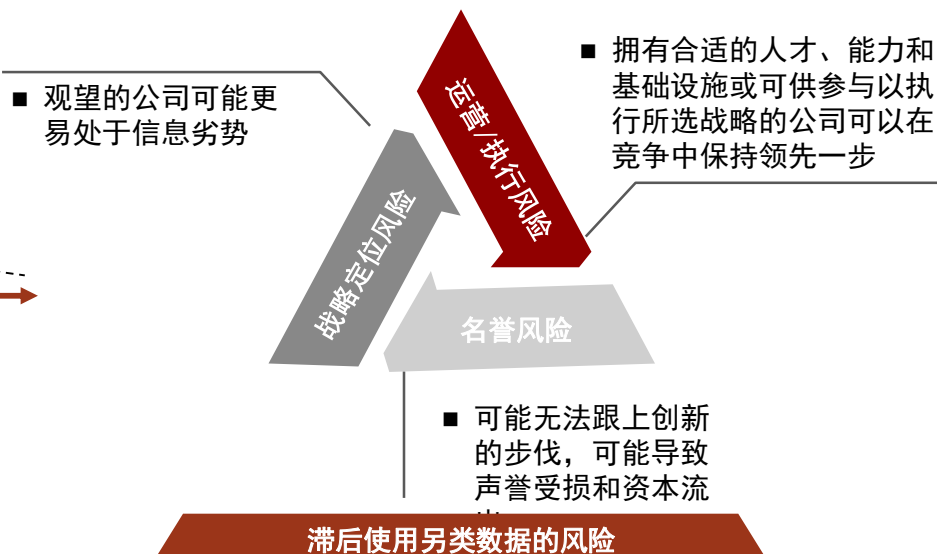 ■ 观望的公司可能更
易处于信息劣势
运营/执行风险
■ 拥有合适的人才、能力和
基础设施或可供参与以执
行所选战略的公司可以在
竞争中保持领先一步
战略定位风险
名誉风险
■ 可能无法跟上创新
的步伐，可能导致
声誉受损和资本流
滞后使用另类数据的风险